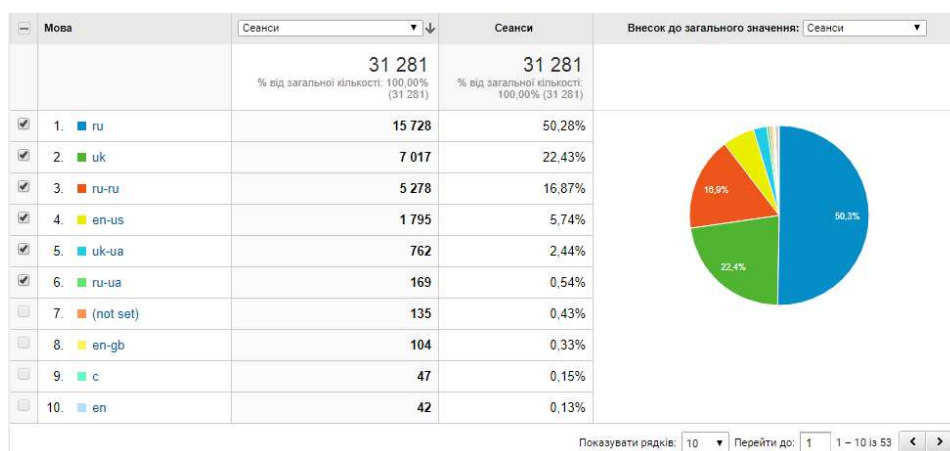 Мова Сеанси Сеанси Внесок до загального значення: Сеанси
31 281 31 281
% від загальної кількості: 100,00% % від загальної кількості:
(31 281) 100,00% (31 281)
1. ru 15 728 50,28%
2. uk 7 017 22,43%
3. ru-ru 5 278 16,87%
4. en-us 1 795 5,74%
5. uk-ua 762 2,44%
6. ru-ua 169 0,54%
7. (not set) 135 0,43%
8. en-gb 104 0,33%
9. c 47 0,15%
10. en 42 0,13%
16,9%
50,3%
22,4%
Показувати рядків: 10 Перейти до: 1 1 – 10 із 53